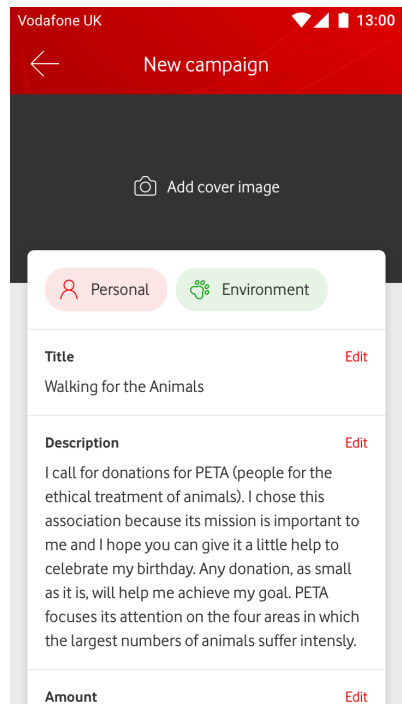 Vodafone UK 13:00
New campaign
Add cover image
Personal Environment
Title Edit
Walking for the Animals
Description Edit
I call for donations for PETA (people for the
ethical treatment of animals). I chose this
association because its mission is important to
me and I hope you can give it a little help to
celebrate my birthday. Any donation, as small
as it is, will help me achieve my goal. PETA
focuses its attention on the four areas in which
the largest numbers of animals suffer intensly.
Amount Edit